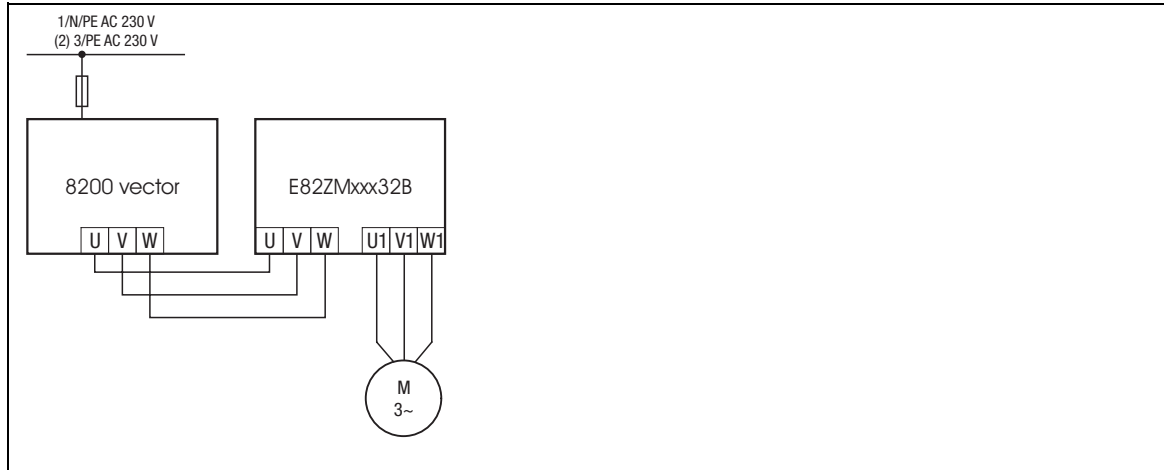 1/N/PE AC 230 V
(2) 3/PE AC 230 V
8200 vector
E82ZMxxx32B
U V W
U V W
U1 V1 W1
M
3~